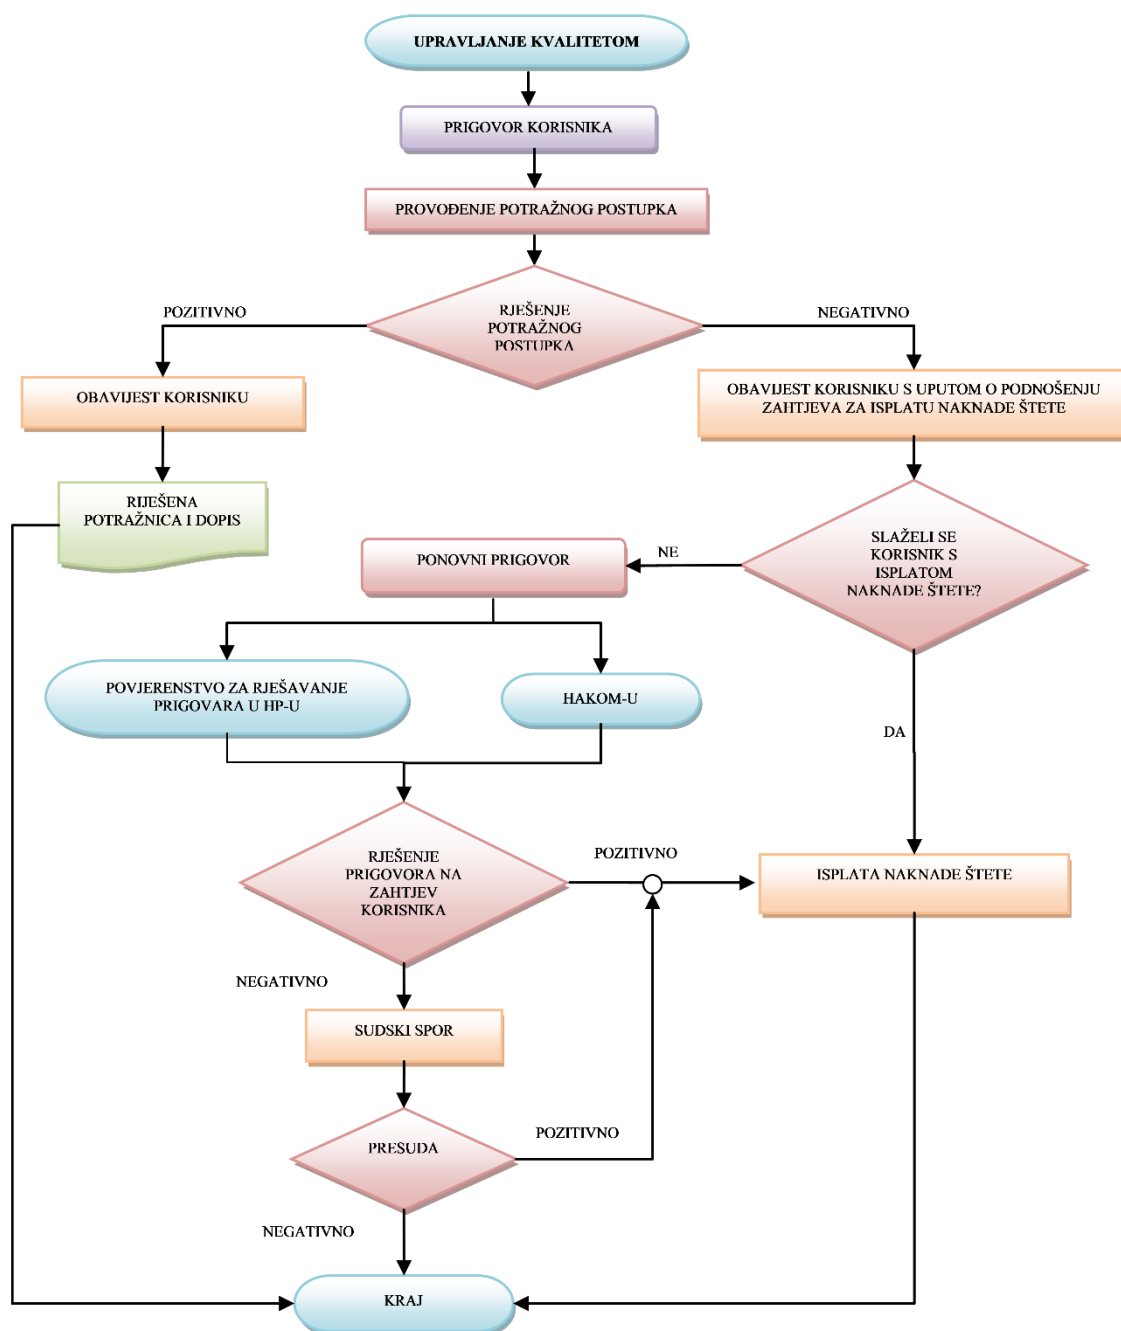 UPRAVLJANJE KVALITETOM
PRIGOVOR KORISNIKA
PROVOĐENJE POTRAŽNOG POSTUPKA
POZITIVNO
RJEŠENJE
POTRAŽNOG
POSTUPKA
NEGATIVNO
OBAVIJEST KORISNIKU
OBAVIJEST KORISNIKU S UPUTOM O PODNOŠENJU
ZAHTJEVA ZA ISPLATU NAKNADE ŠTETE
RIJEŠENA
POTRAŽNICA I DOPIS
SLAŽELI SE
KORISNIK S
ISPLATOM
NAKNADE ŠTETE?
NE
PONOVNI PRIGOVOR
POVJERENSTVO ZA RJEŠAVANJE
PRIGOVARA U HP-U
HAKOM-U
DA
RJEŠENJE
PRIGOVORA NA
ZAHTJEV
KORISNIKA
POZITIVNO
ISPLATA NAKNADE ŠTETE
NEGATIVNO
SUDSKI SPOR
PRESUDA
POZITIVNO
NEGATIVNO
KRAJ